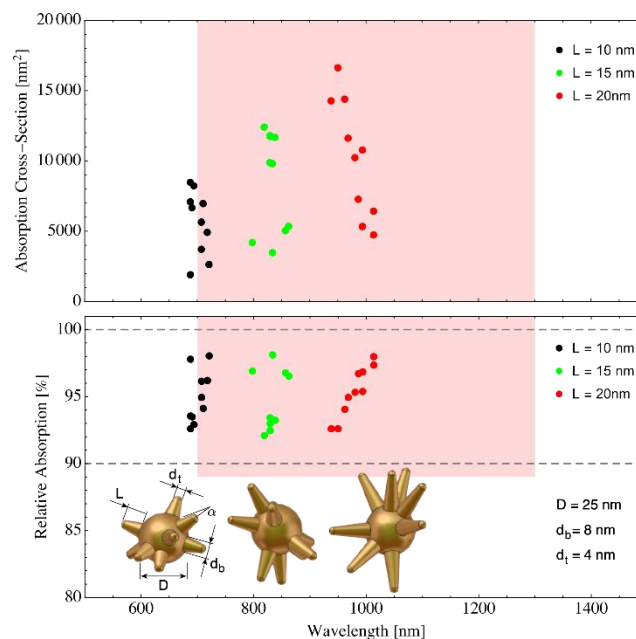 Absorption Cross-Section [nm²]
20 000
15 000
10 000
5000
0
L = 10 nm
L = 15 nm
L = 20nm
Relative Absorption [%]
100
95
90
85
80
L = 10 nm
L = 15 nm
L = 20nm
dt
L
α
db
D
D = 25 nm
db = 8 nm
dt = 4 nm
600 800 1000 1200 1400
Wavelength [nm]